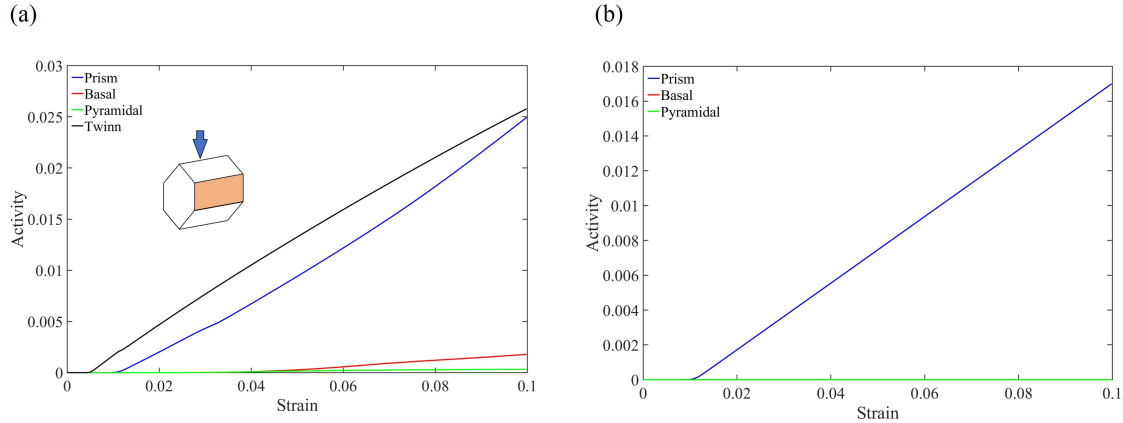 (a)
(b)
0.03
0.025
0.02
0.015
0.01
0.005
0
Activity
Prism
Basal
Pyramidal
Twinn
0 0.02 0.04 0.06 0.08 0.1
Strain
0.018
0.016
0.014
0.012
0.01
0.008
0.006
0.004
0.002
0
Activity
Prism
Basal
Pyramidal
0 0.02 0.04 0.06 0.08 0.1
Strain